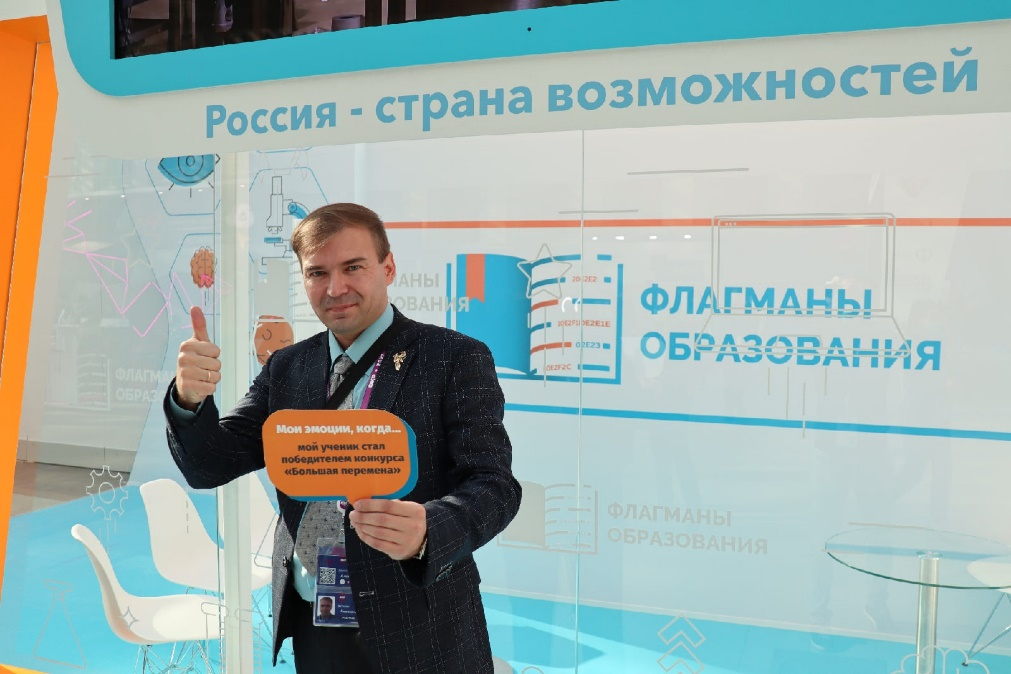 Россия - страна возможностей
ФЛАГМАНЫ
ОБРАЗОВАНИЯ
Мои эмоции, когда...
мой ученик стал
победителем конкурса
«Большая перемена»
ФЛАГМАНЫ
ОБРАЗОВАНИЯ